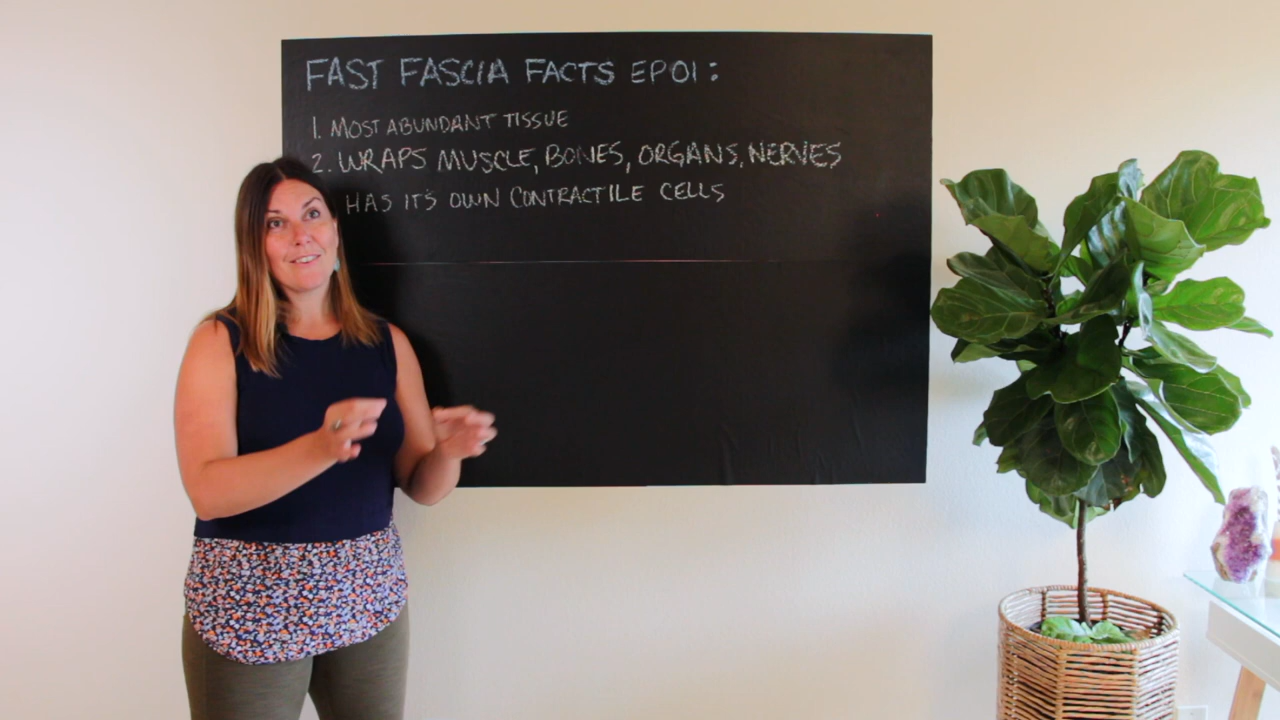 FAST FASCIA FACTS EP01:
1. MOST ABUNDANT TISSUE
2. WRAPS MUSCLE, BONES, ORGANS, NERVES
HAS IT'S OWN CONTRACTILE CELLS